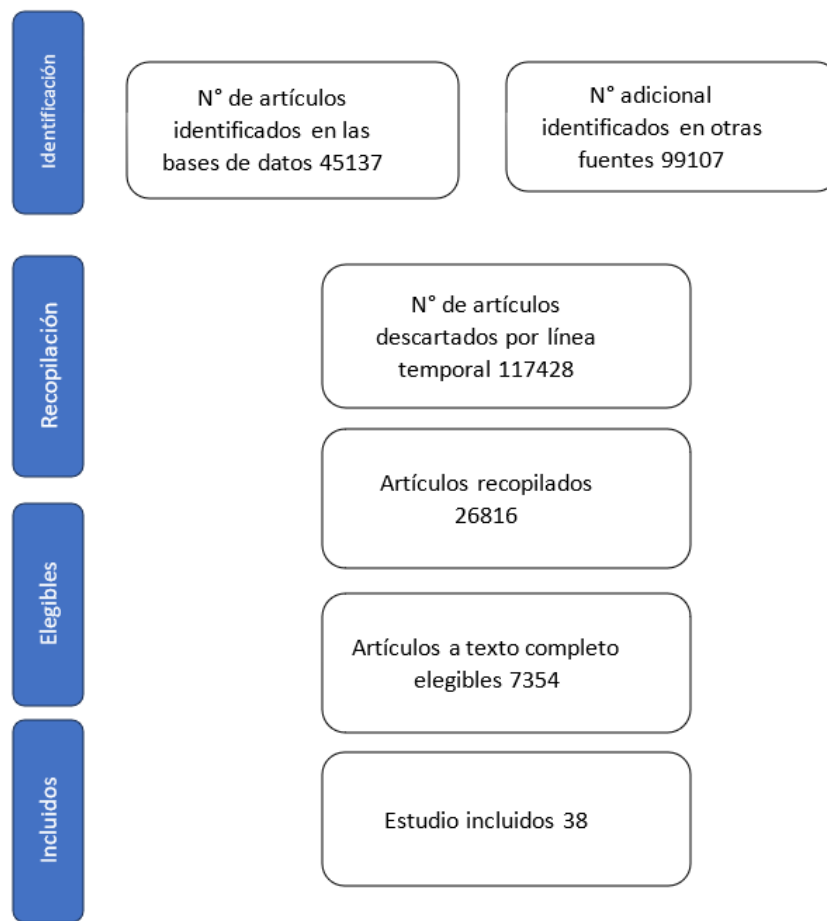 Identificación
N° de artículos
identificados en las
bases de datos 45137
N° adicional
identificados en otras
fuentes 99107
Recopilación
N° de artículos
descartados por línea
temporal 117428
Artículos recopilados
26816
Elegibles
Artículos a texto completo
elegibles 7354
Incluidos
Estudio incluidos 38